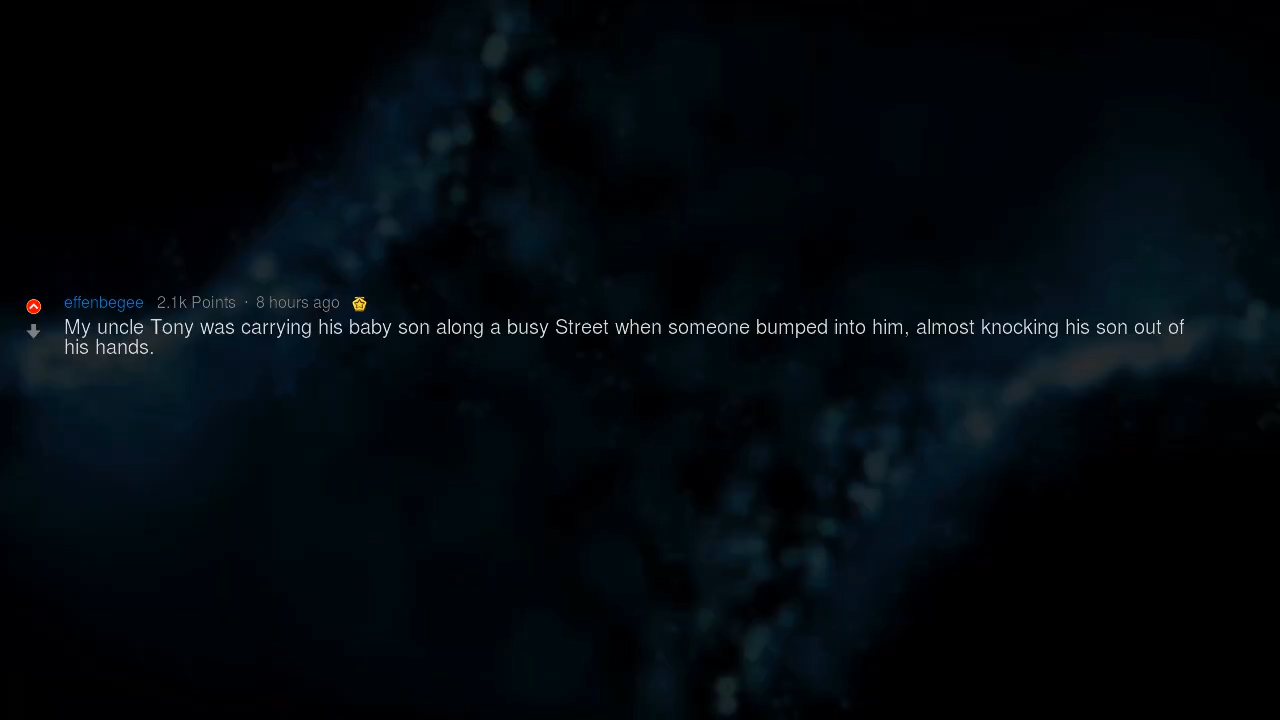 effenbegee 2.1k Points · 8 hours ago
My uncle Tony was carrying his baby son along a busy Street when someone bumped into him, almost knocking his son out of
his hands.